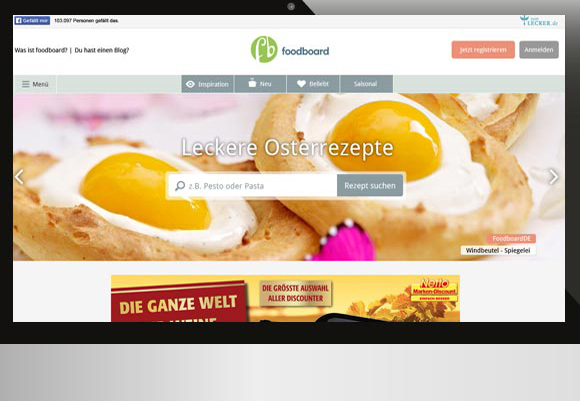 Gefällt mir 103.097 Personen gefällt das.
von LECKER.de
Was ist foodboard? | Du hast einen Blog?
fb foodboard
Jetzt registrieren Anmelden
Menü Inspiration Neu Beliebt Saisonal
Leckere Osterrezepte
z.B. Pesto oder Pasta Rezept suchen
FoodboardDE
Windbeutel - Spiegelei
DIE GANZE WELT
DIE GRÖSSTE AUSWAHL
ALLER DISCOUNTER
Netto
Marken-Discount